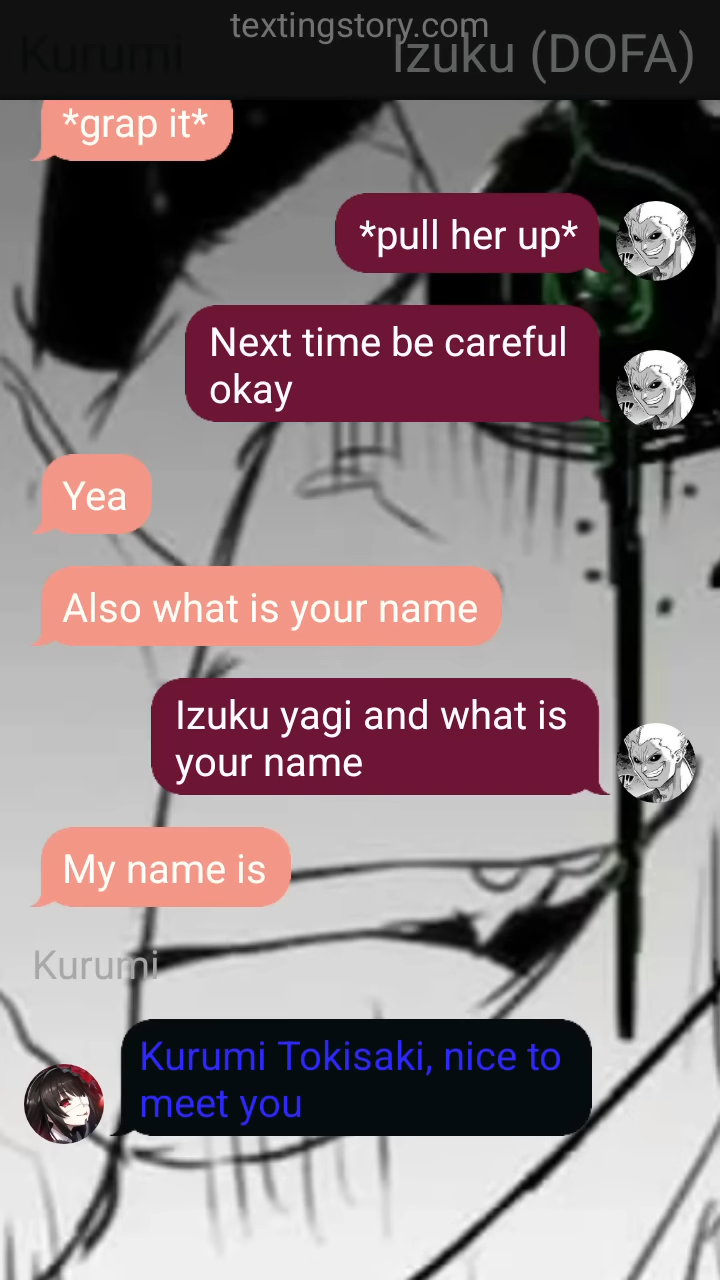 textingstory.com
Kurumi
Izuku (DOFA)
*grap it*
*pull her up*
Next time be careful
okay
Yea
Also what is your name
Izuku yagi and what is
your name
My name is
Kurumi
Kurumi Tokisaki, nice to
meet you